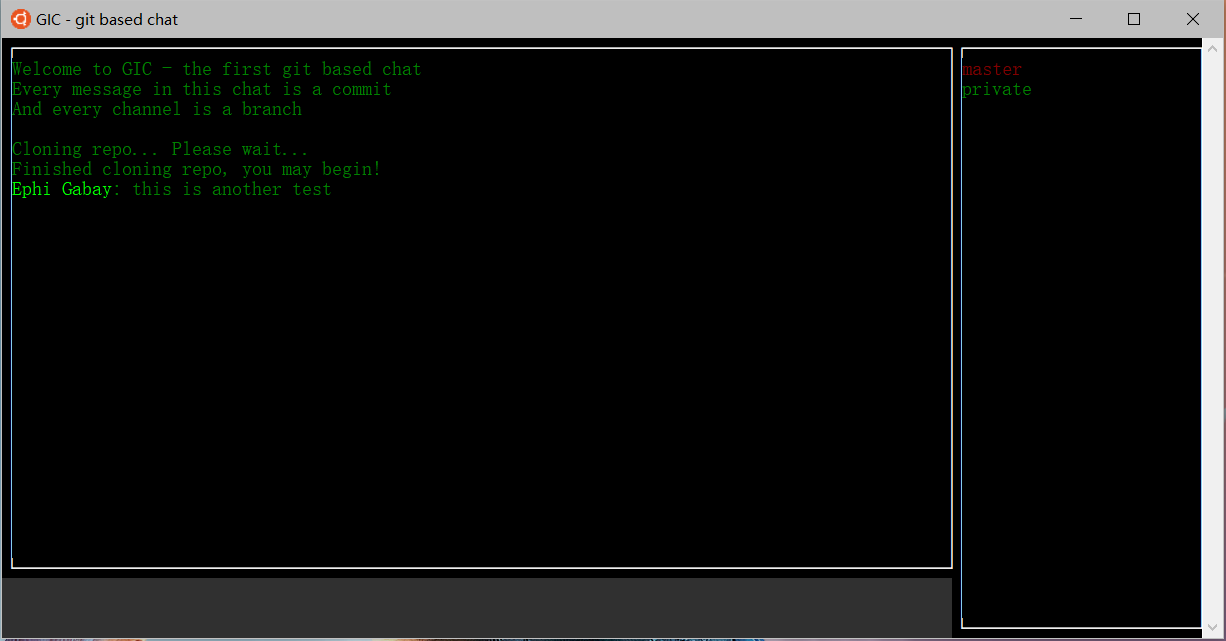 GIC - git based chat
Welcome to GIC - the first git based chat
Every message in this chat is a commit
And every channel is a branch
Cloning repo... Please wait...
Finished cloning repo, you may begin!
Ephi Gabay: this is another test
master
private